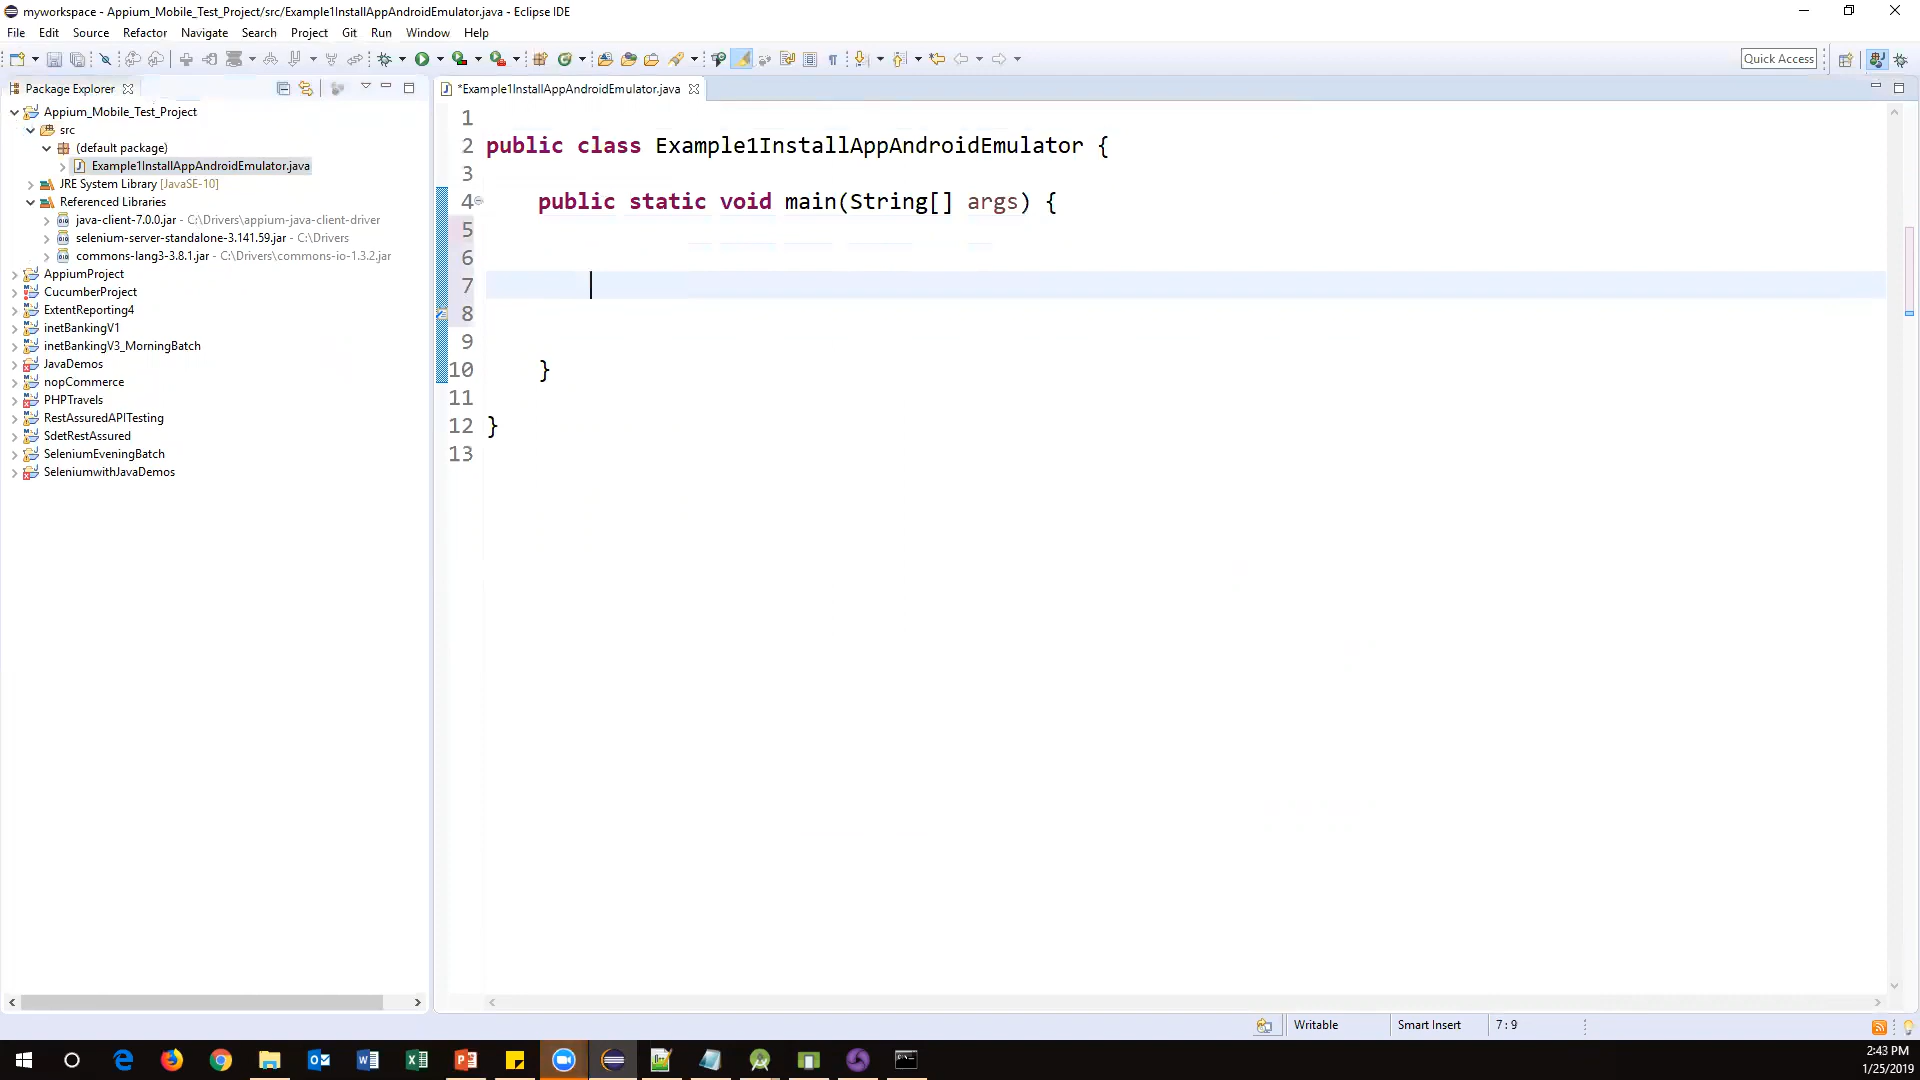 myworkspace - Appium_Mobile_Test_Project/src/Example1InstallAppAndroidEmulator.java - Eclipse IDE
File Edit Source Refactor Navigate Search Project Git Run Window Help
Quick Access
Package Explorer
*Example1InstallAppAndroidEmulator.java
Appium_Mobile_Test_Project
src
(default package)
Example1InstallAppAndroidEmulator.java
JRE System Library [JavaSE-10]
Referenced Libraries
java-client-7.0.0.jar - C:\Drivers\appium-java-client-driver
selenium-server-standalone-3.141.59.jar - C:\Drivers
commons-lang3-3.8.1.jar - C:\Drivers\commons-io-1.3.2.jar
AppiumProject
CucumberProject
ExtentReporting4
inetBankingV1
inetBankingV3_MorningBatch
JavaDemos
nopCommerce
PHPTravels
RestAssuredAPITesting
SdetRestAssured
SeleniumEveningBatch
SeleniumwithJavaDemos
1
2 public class Example1InstallAppAndroidEmulator {
3
4 public static void main(String[] args) {
5
6
7
8
9
10 }
11
12 }
13
Writable Smart Insert 7 : 9
2:43 PM
1/25/2019